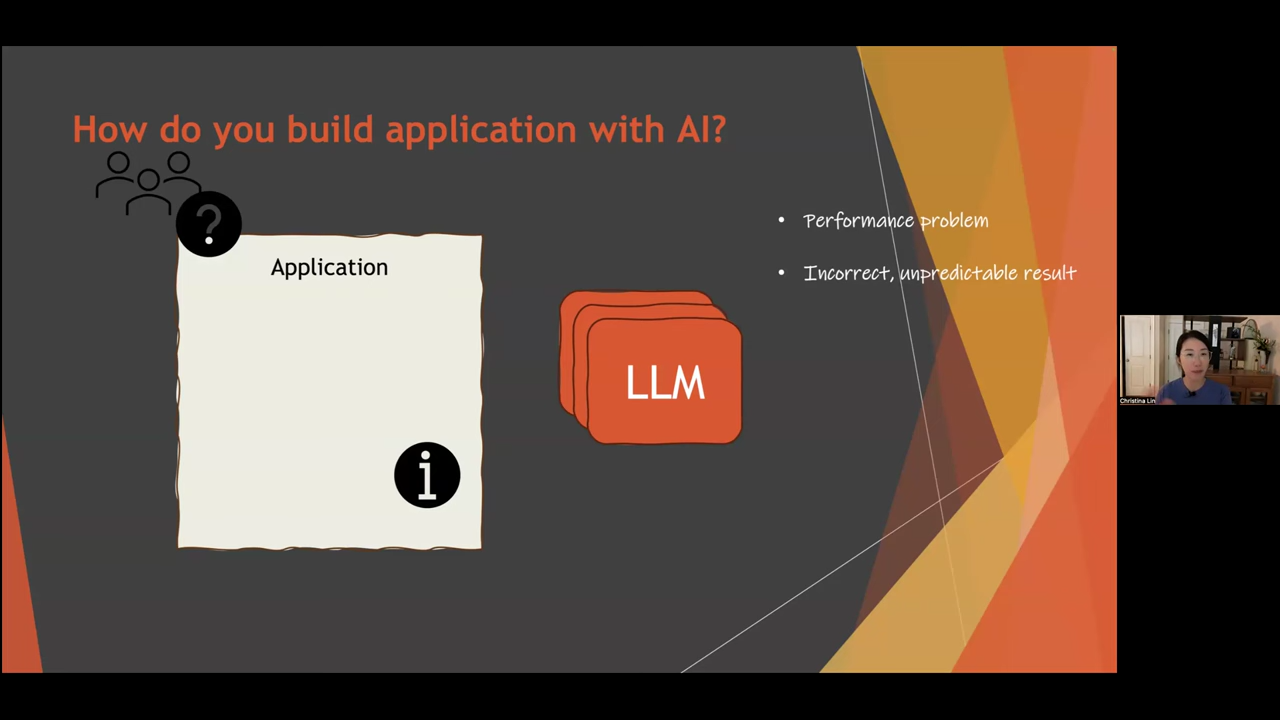 How do you build application with AI?
?
Application
i
LLM
• Performance problem
• Incorrect, unpredictable result
Christina Lin